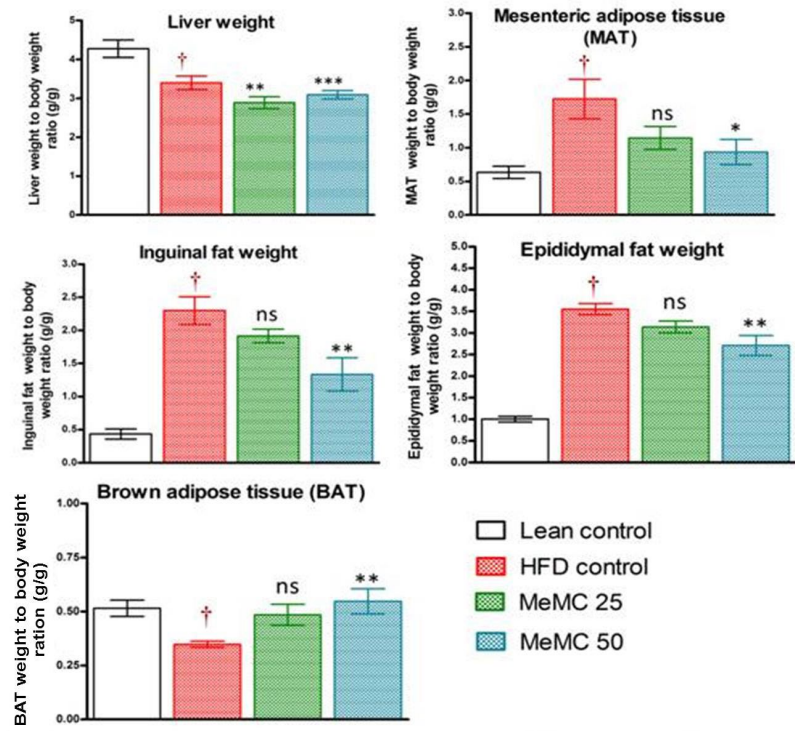 Liver weight
Liver weight to body weight
ratio (g/g)
5
4
3
2
1
0
†
**
***
Mesenteric adipose tissue
(MAT)
MAT weight to body weight
ratio (g/g)
2.0
1.5
1.0
0.5
0.0
†
ns
*
Inguinal fat weight
Inguinal fat weight to body
weight ratio (g/g)
3.0
2.5
2.0
1.5
1.0
0.5
0.0
†
ns
**
Epididymal fat weight
Epididymal fat weight to body
weight ratio (g/g)
5.0
4.5
4.0
3.5
3.0
2.5
2.0
1.5
1.0
0.5
0.0
†
ns
**
Brown adipose tissue (BAT)
BAT weight to body weight
ration (g/g)
1.00
0.75
0.50
0.25
0.00
†
ns
**
Lean control
HFD control
MeMC 25
MeMC 50